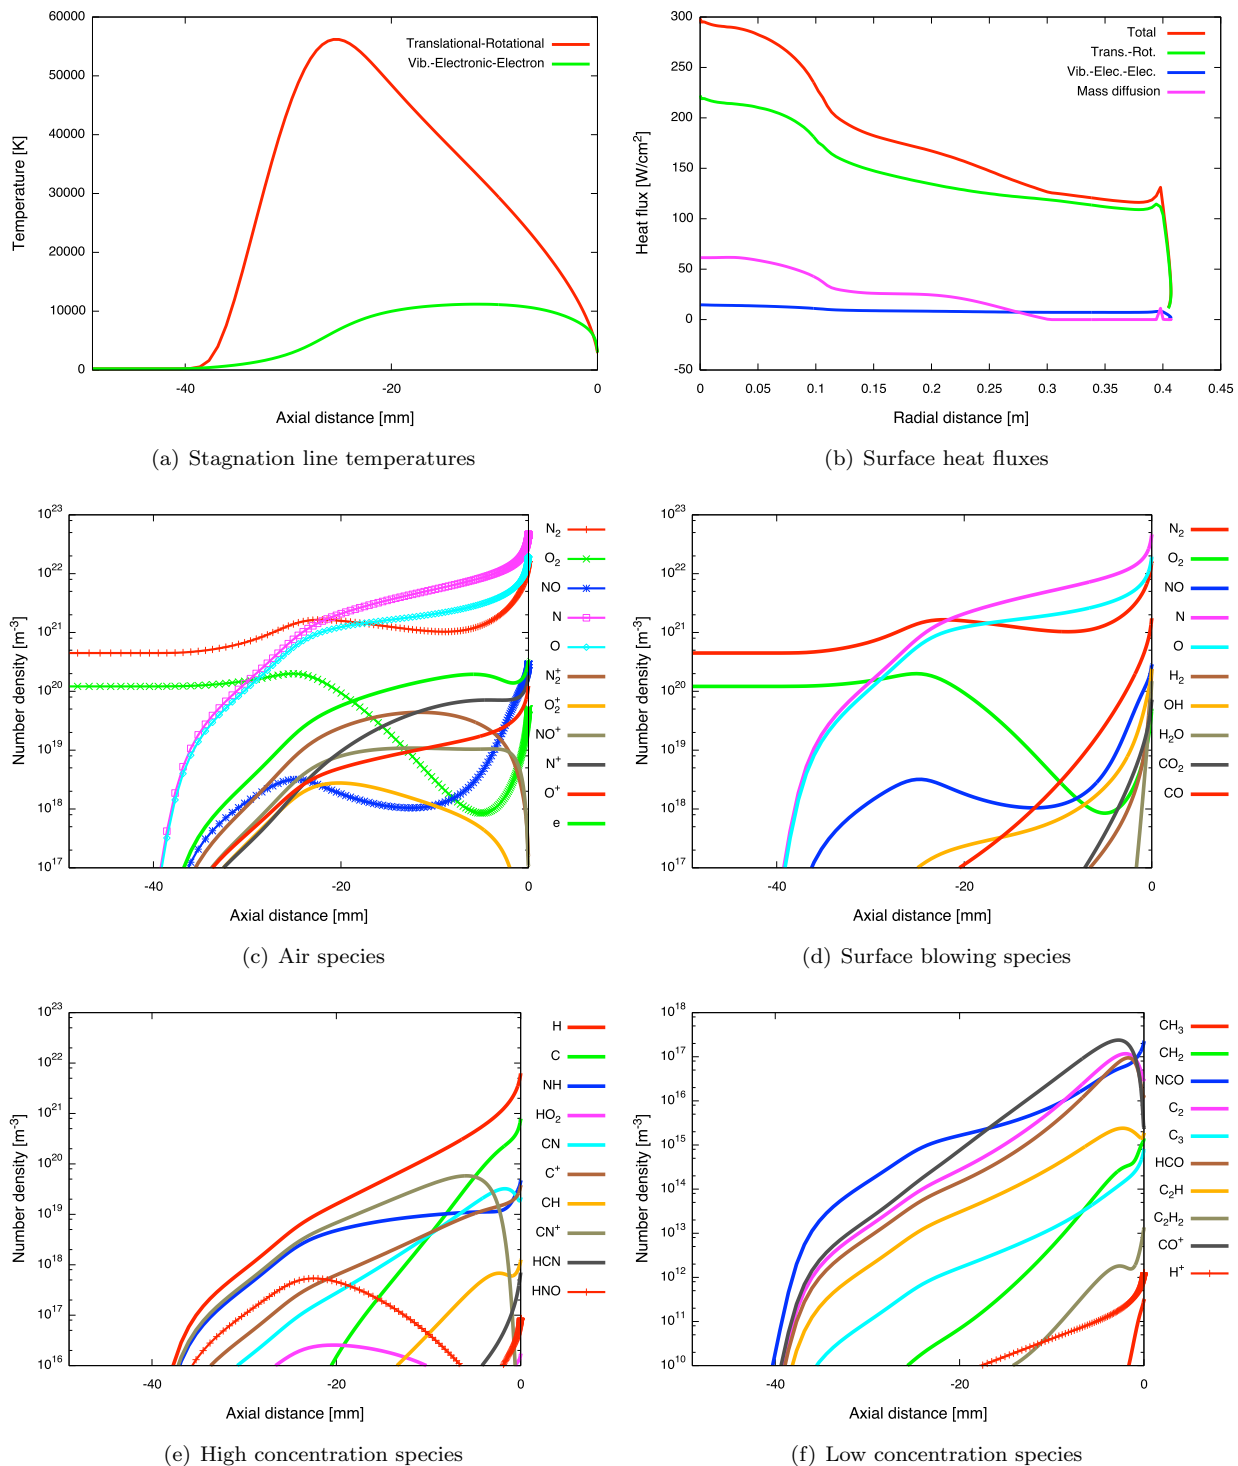 60000
50000
40000
30000
20000
10000
0
-40
-20
0
Temperature [K]
Axial distance [mm]
Translational-Rotational
Vib.-Electronic-Electron
(a) Stagnation line temperatures
300
250
200
150
100
50
0
-50
0
0.05
0.1
0.15
0.2
0.25
0.3
0.35
0.4
0.45
Heat flux [W/cm²]
Radial distance [m]
Total
Trans.-Rot.
Vib.-Elec.-Elec.
Mass diffusion
(b) Surface heat fluxes
10²³
10²²
10²¹
10²⁰
10¹⁹
10¹⁸
10¹⁷
-40
-20
0
Number density [m⁻³]
Axial distance [mm]
N₂
O₂
NO
N
O
N₂⁺
O₂⁺
NO⁺
N⁺
O⁺
e
(c) Air species
10²³
10²²
10²¹
10²⁰
10¹⁹
10¹⁸
10¹⁷
-40
-20
0
Number density [m⁻³]
Axial distance [mm]
N₂
O₂
NO
N
O
H₂
OH
H₂O
CO₂
CO
(d) Surface blowing species
10²³
10²²
10²¹
10²⁰
10¹⁹
10¹⁸
10¹⁷
10¹⁶
-40
-20
0
Number density [m⁻³]
Axial distance [mm]
H
C
NH
HO₂
CN
C⁺
CH
CN⁺
HCN
HNO
(e) High concentration species
10¹⁸
10¹⁷
10¹⁶
10¹⁵
10¹⁴
10¹³
10¹²
10¹¹
10¹⁰
-40
-20
0
Number density [m⁻³]
Axial distance [mm]
CH₃
CH₂
NCO
C₂
C₃
HCO
C₂H
C₂H₂
CO⁺
H⁺
(f) Low concentration species